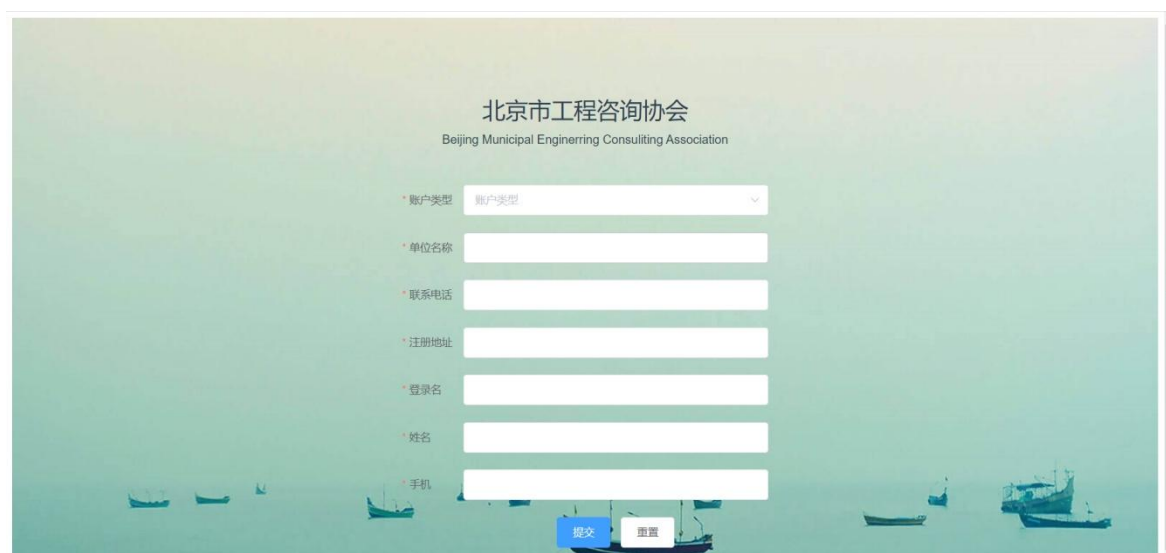 北京市工程咨询协会
Beijing Municipal Enginerring Consuliting Association
* 账户类型 账户类型
* 单位名称
* 联系电话
* 注册地址
* 登录名
* 姓名
* 手机
提交 重置